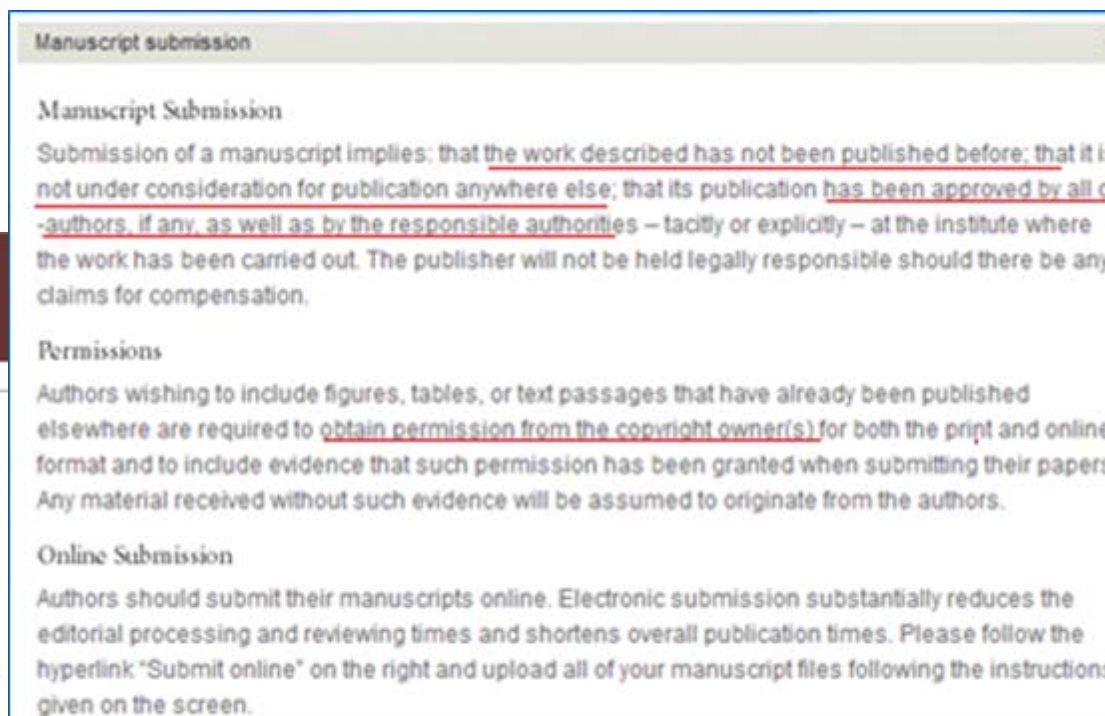 Manuscript submission
Manuscript Submission
Submission of a manuscript implies: that the work described has not been published before; that it i
not under consideration for publication anywhere else; that its publication has been approved by all c
-authors, if any, as well as by the responsible authorities – tacitly or explicitly – at the institute where
the work has been carried out. The publisher will not be held legally responsible should there be any
claims for compensation.
Permissions
Authors wishing to include figures, tables, or text passages that have already been published
elsewhere are required to obtain permission from the copyright owner(s) for both the print and online
format and to include evidence that such permission has been granted when submitting their papers
Any material received without such evidence will be assumed to originate from the authors.
Online Submission
Authors should submit their manuscripts online. Electronic submission substantially reduces the
editorial processing and reviewing times and shortens overall publication times. Please follow the
hyperlink “Submit online” on the right and upload all of your manuscript files following the instructions
given on the screen.